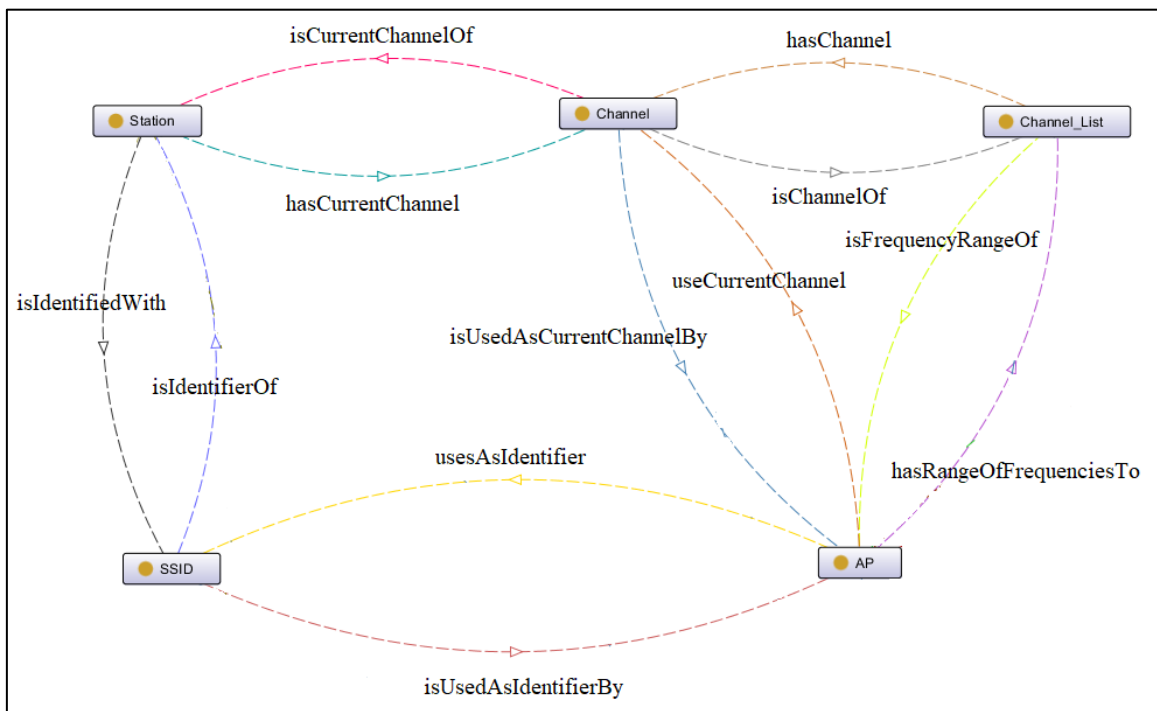 isCurrentChannelOf
hasChannel
Station
Channel
Channel_List
hasCurrentChannel
isChannelOf
isFrequencyRangeOf
useCurrentChannel
isIdentifiedWith
isUsedAsCurrentChannelBy
isIdentifierOf
usesAsIdentifier
hasRangeOfFrequenciesTo
SSID
AP
isUsedAsIdentifierBy